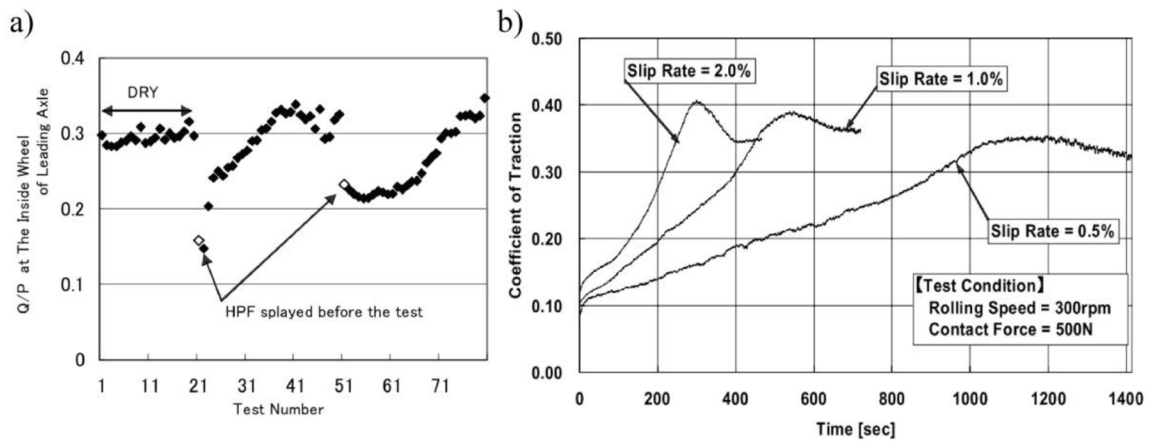 a)
Q/P at The Inside Wheel
of Leading Axle
0.4
0.3
0.2
0.1
0
DRY
HPF splayed before the test
1 11 21 31 41 51 61 71
Test Number
b)
Coefficient of Traction
0.50
0.40
0.30
0.20
0.10
0.00
Slip Rate = 2.0%
Slip Rate = 1.0%
Slip Rate = 0.5%
【Test Condition】
Rolling Speed = 300rpm
Contact Force = 500N
0 200 400 600 800 1000 1200 1400
Time [sec]